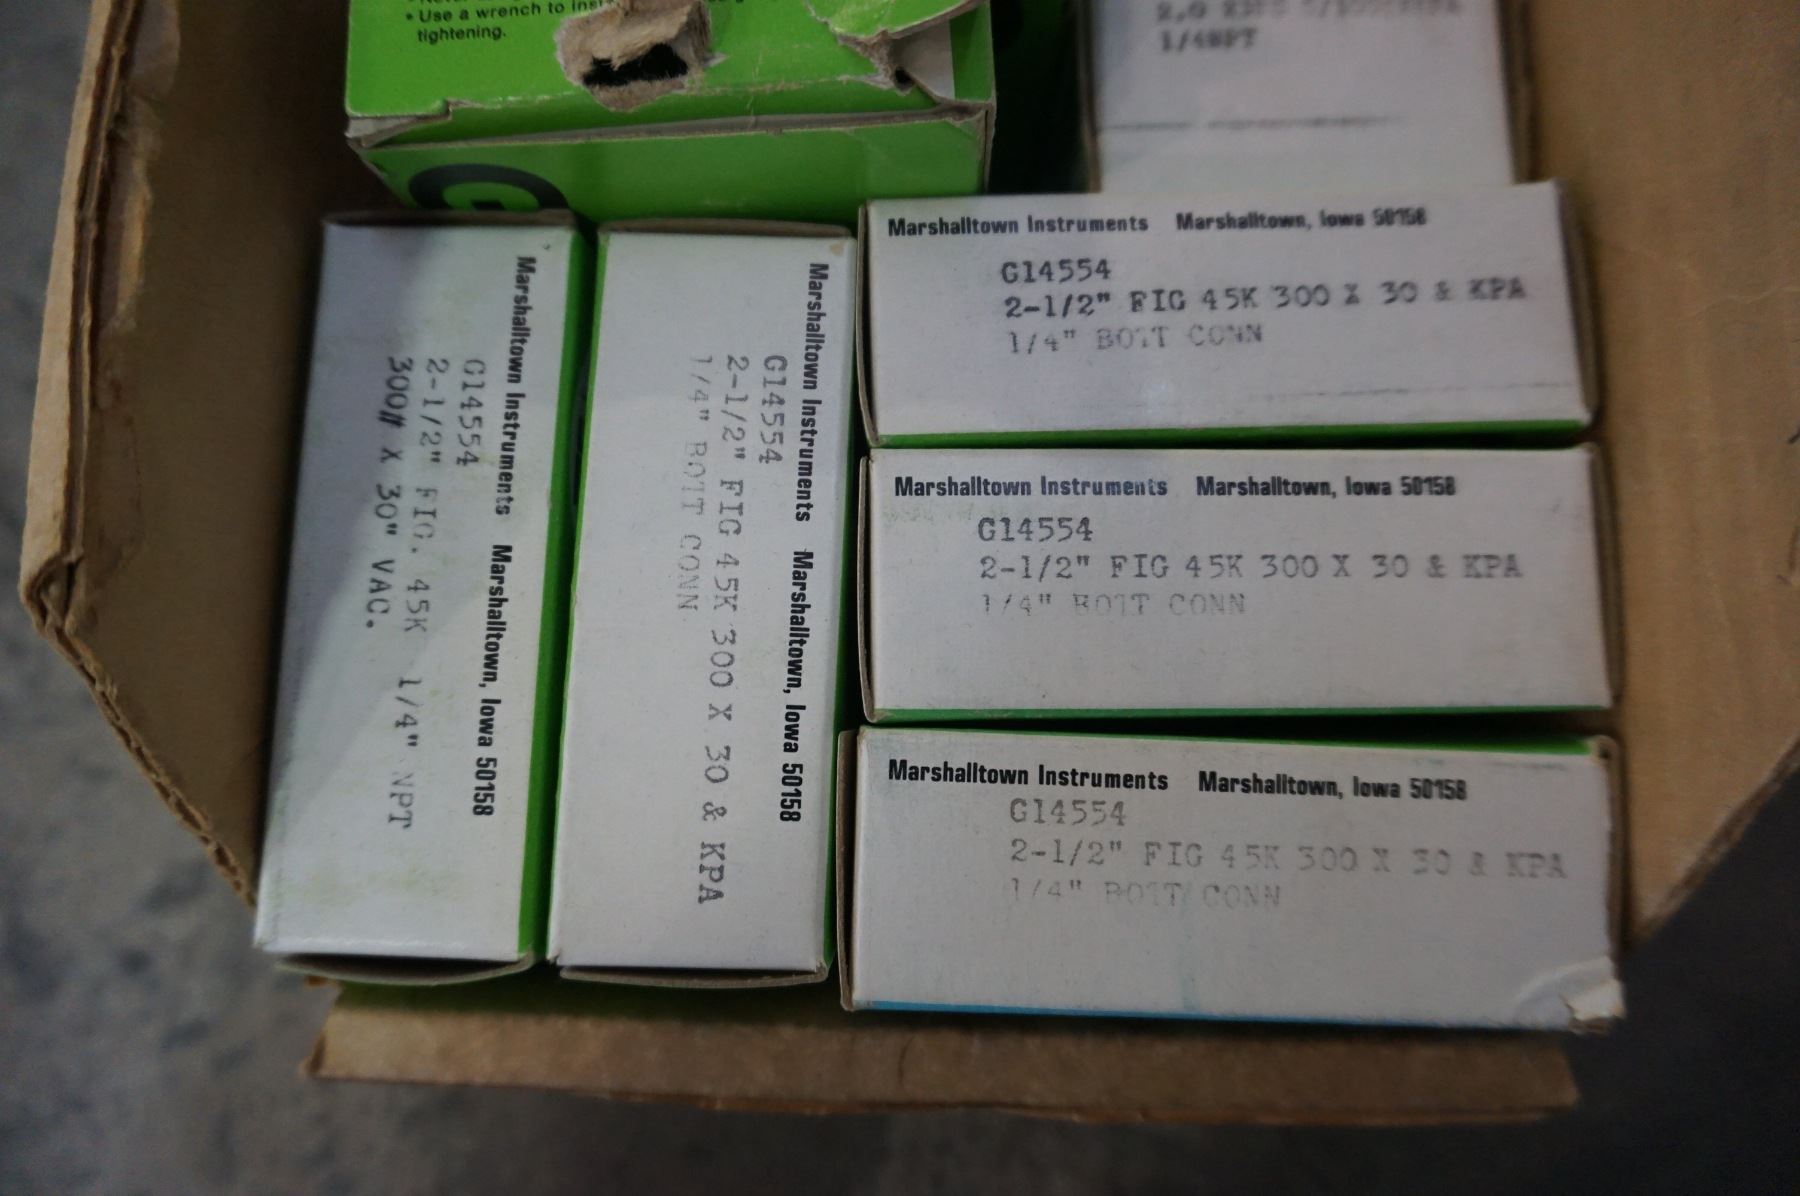 • Use a wrench to
tightening.
1/4NPT
Marshalltown Instruments Marshalltown, Iowa 50158
G14554
2-1/2" FIG. 45K 1/4" NPT
300# X 30" VAC.
Marshalltown Instruments Marshalltown, Iowa 50158
G14554
2-1/2" FIG 45K 300 X 30 & KPA
1/4" BOTT CONN
Marshalltown Instruments Marshalltown, Iowa 50158
G14554
2-1/2" FIG 45K 300 X 30 & KPA
1/4" BOTT CONN
Marshalltown Instruments Marshalltown, Iowa 50158
G14554
2-1/2" FIG 45K 300 X 30 & KPA
1/4" BOTT CONN
Marshalltown Instruments Marshalltown, Iowa 50158
G14554
2-1/2" FIG 45K 300 X 30 & KPA
1/4" BOTT CONN